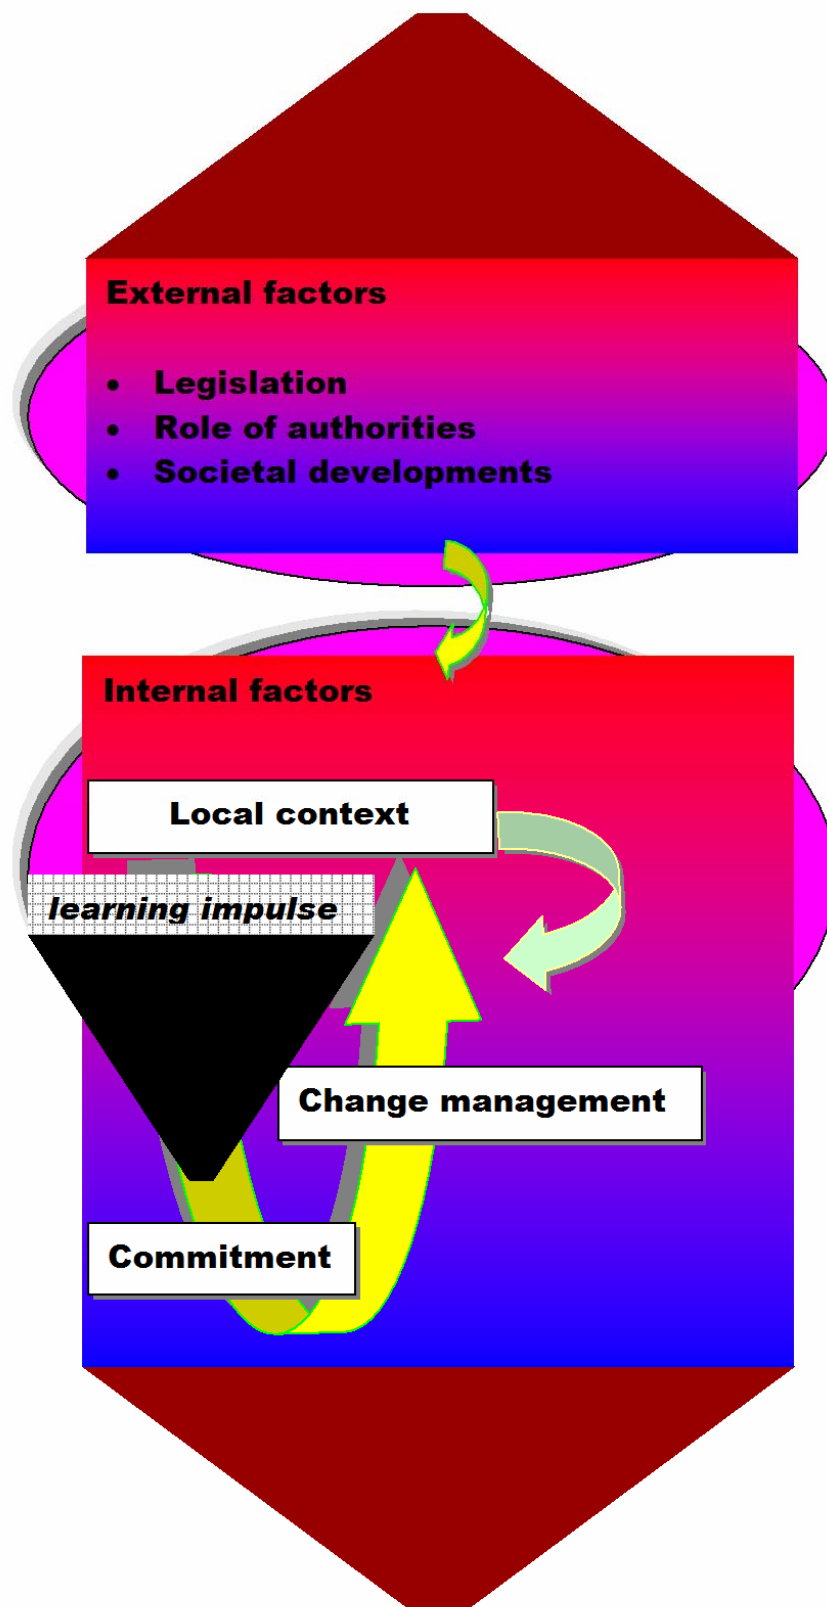 External factors
• Legislation
• Role of authorities
• Societal developments
Internal factors
Local context
learning impulse
Change management
Commitment